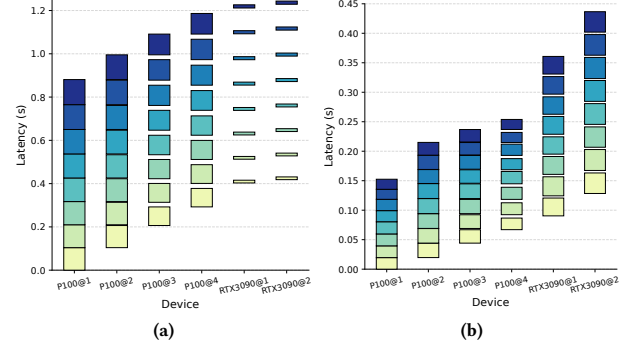 1.2
1.0
0.8
0.6
0.4
0.2
0.0
Latency (s)
P100@1 P100@2 P100@3 P100@4 RTX3090@1 RTX3090@2
Device
(a)
0.45
0.40
0.35
0.30
0.25
0.20
0.15
0.10
0.05
0.00
Latency (s)
P100@1 P100@2 P100@3 P100@4 RTX3090@1 RTX3090@2
Device
(b)